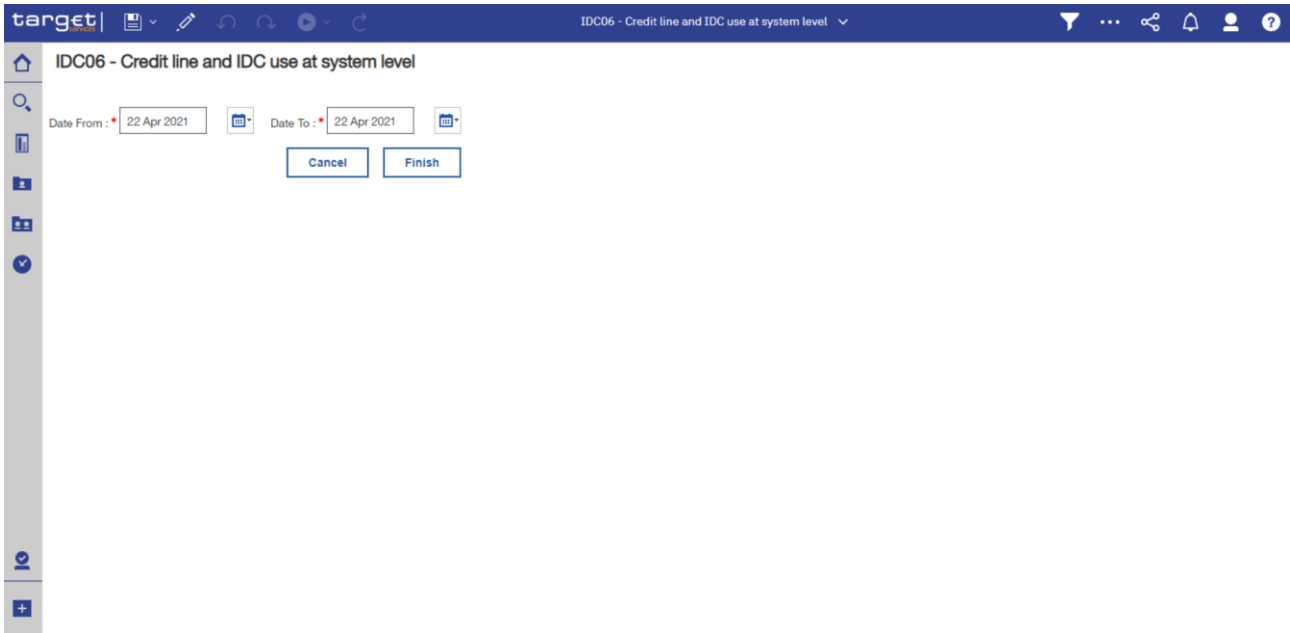 target|
services
IDC06 - Credit line and IDC use at system level
IDC06 - Credit line and IDC use at system level
Date From : * 22 Apr 2021 Date To : * 22 Apr 2021
Cancel Finish